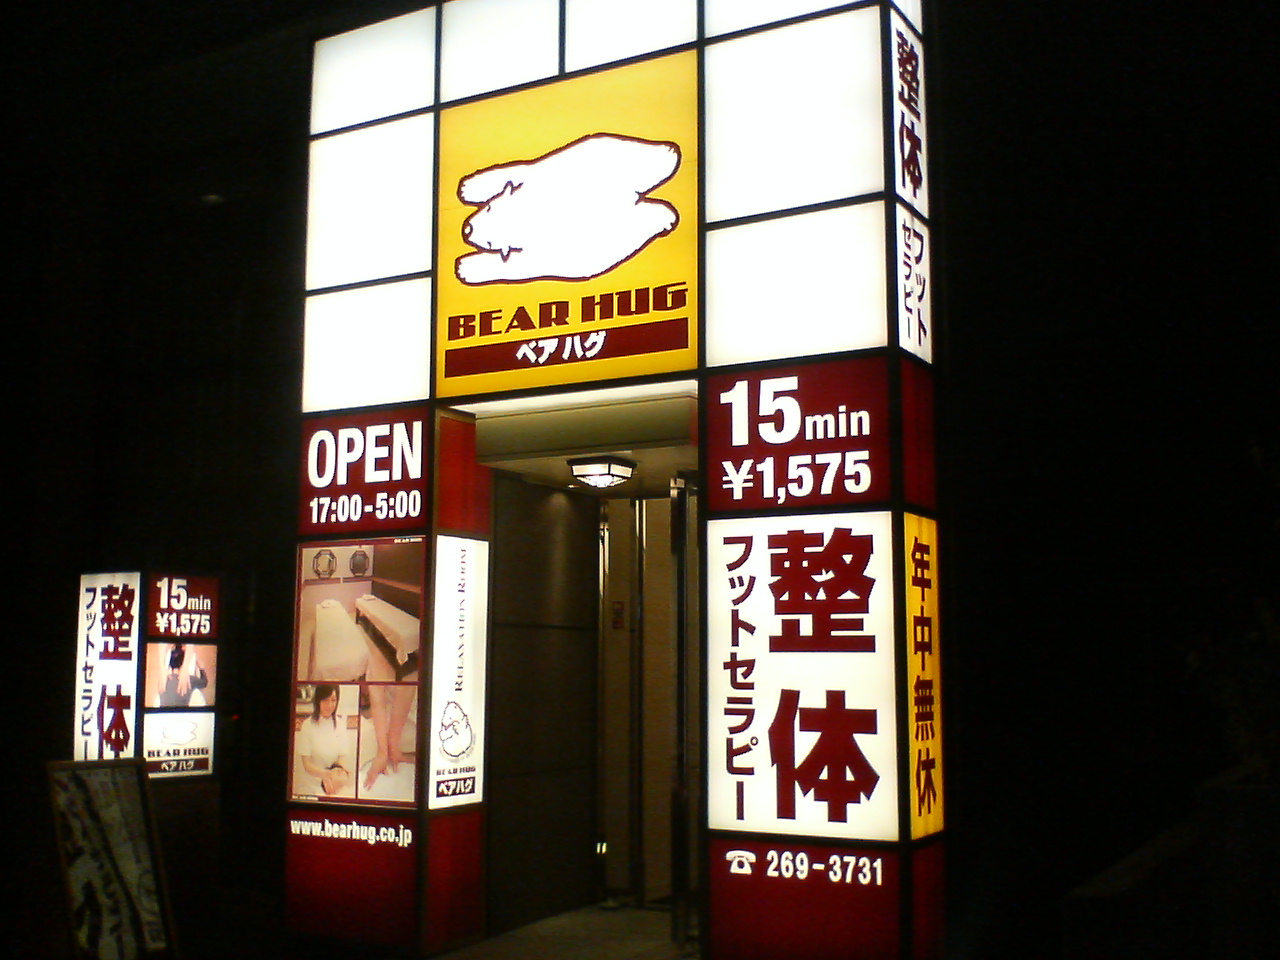 BEAR HUG
ベア ハグ
整体
フット
セラピー
OPEN
17:00-5:00
15min
¥1,575
RELAXATION ROOM
BEAR HUG
ベアハグ
整体
フットセラピー
年中無休
www.bearhug.co.jp
☎ 269-3731
整体
フットセラピー
15min
¥1,575
BEAR HUG
ベアハグ